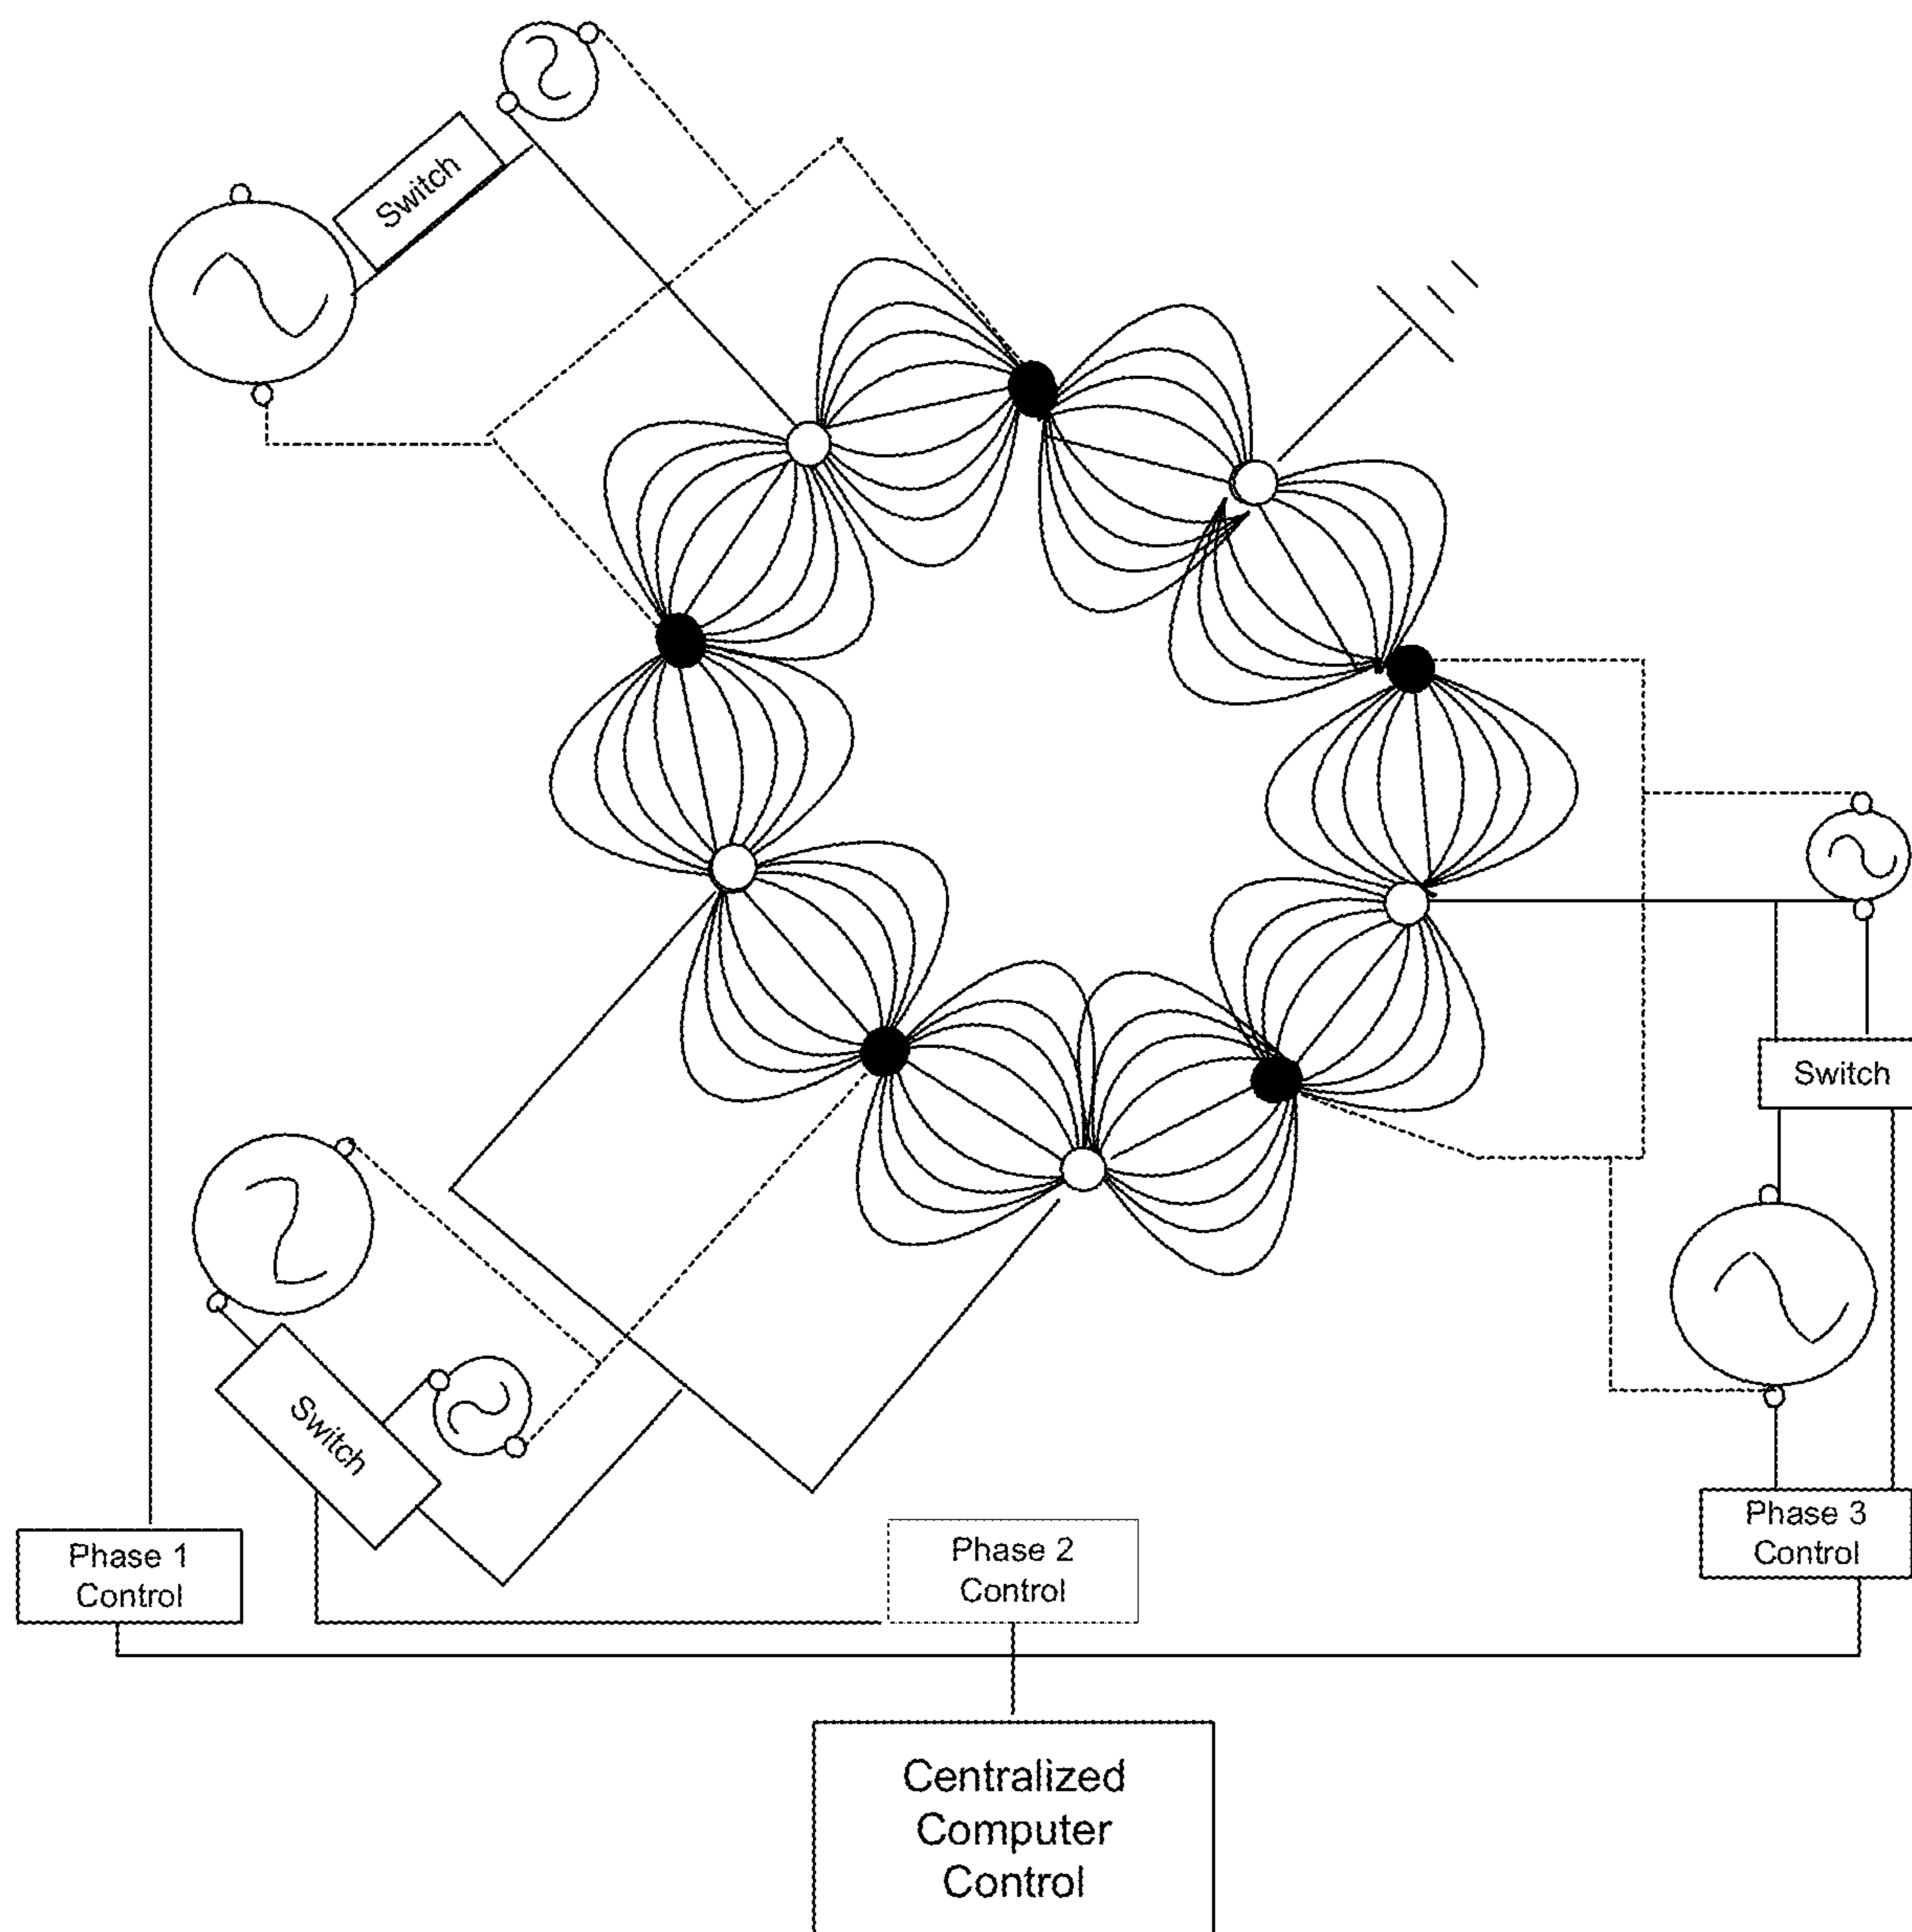 Switch
Switch
Switch
Phase 1
Control
Phase 2
Control
Phase 3
Control
Centralized
Computer
Control